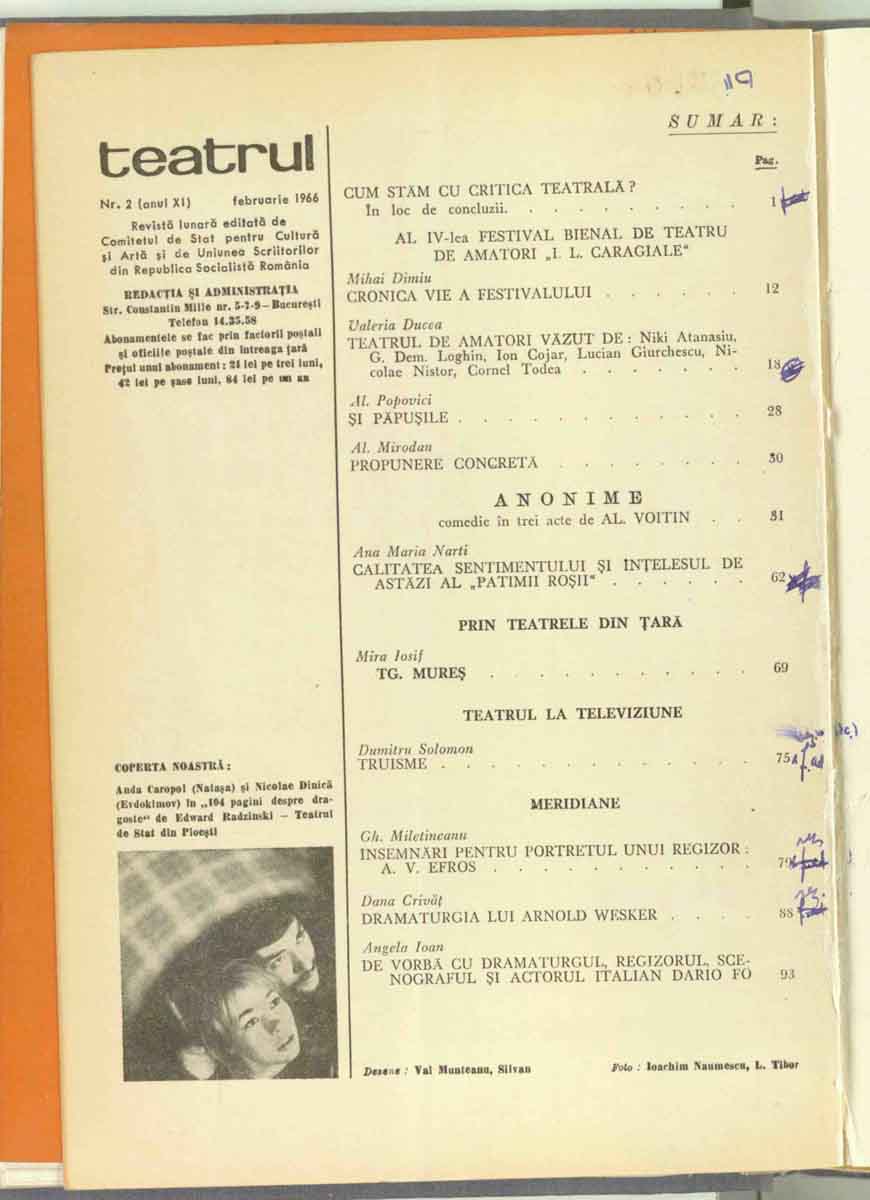 119
teatrul
Nr. 2 (anul XI) februarie 1966
Revistă lunară editată de
Comitetul de Stat pentru Cultură
și Artă și de Uniunea Scriitorilor
din Republica Socialistă România
REDACȚIA ȘI ADMINISTRAȚIA
Str. Constantin Mille nr. 5-7-9 — București
Telefon 14.35.58
Abonamentele se fac prin factorii poștali
și oficiile poștale din întreaga țară
Prețul unui abonament: 21 lei pe trei luni,
42 lei pe șase luni, 84 lei pe un an
COPERTA NOASTRĂ:
Anda Caropol (Natașa) și Nicolae Dinică
(Evdokimov) în „104 pagini despre dra-
goste" de Edward Radzinski — Teatrul
de Stat din Ploești
SUMAR:
Pag.
CUM STĂM CU CRITICA TEATRALĂ?
În loc de concluzii. . . . . . . . . . 1
AL IV-lea FESTIVAL BIENAL DE TEATRU
DE AMATORI „I. L. CARAGIALE"
Mihai Dimiu
CRONICA VIE A FESTIVALULUI . . . . . . 12
Valeria Ducea
TEATRUL DE AMATORI VĂZUT DE: Niki Atanasiu,
G. Dem. Loghin, Ion Cojar, Lucian Giurchescu, Ni-
colae Nistor, Cornel Todea . . . . . . . 18
Al. Popovici
ȘI PĂPUȘILE . . . . . . . . . . . . 28
Al. Mirodan
PROPUNERE CONCRETĂ . . . . . . . . 30
ANONIME
comedie în trei acte de AL. VOITIN . . 31
Ana Maria Narti
CALITATEA SENTIMENTULUI ȘI ÎNȚELESUL DE
ASTĂZI AL „PATIMII ROȘII" . . . . . . 62
PRIN TEATRELE DIN ȚARĂ
Mira Iosif
TG. MUREȘ . . . . . . . . . . . 69
TEATRUL LA TELEVIZIUNE
Dumitru Solomon
TRUISME . . . . . . . . . . . . . 75
MERIDIANE
Gh. Miletineanu
INSEMNĂRI PENTRU PORTRETUL UNUI REGIZOR:
A. V. EFROS . . . . . . . . . . . 79
Dana Crivăț
DRAMATURGIA LUI ARNOLD WESKER . . . . 88
Angela Ioan
DE VORBĂ CU DRAMATURGUL, REGIZORUL, SCE-
NOGRAFUL ȘI ACTORUL ITALIAN DARIO FO 93
Desene: Val Munteanu, Silvan Foto: Ioachim Naumescu, L. Tibor